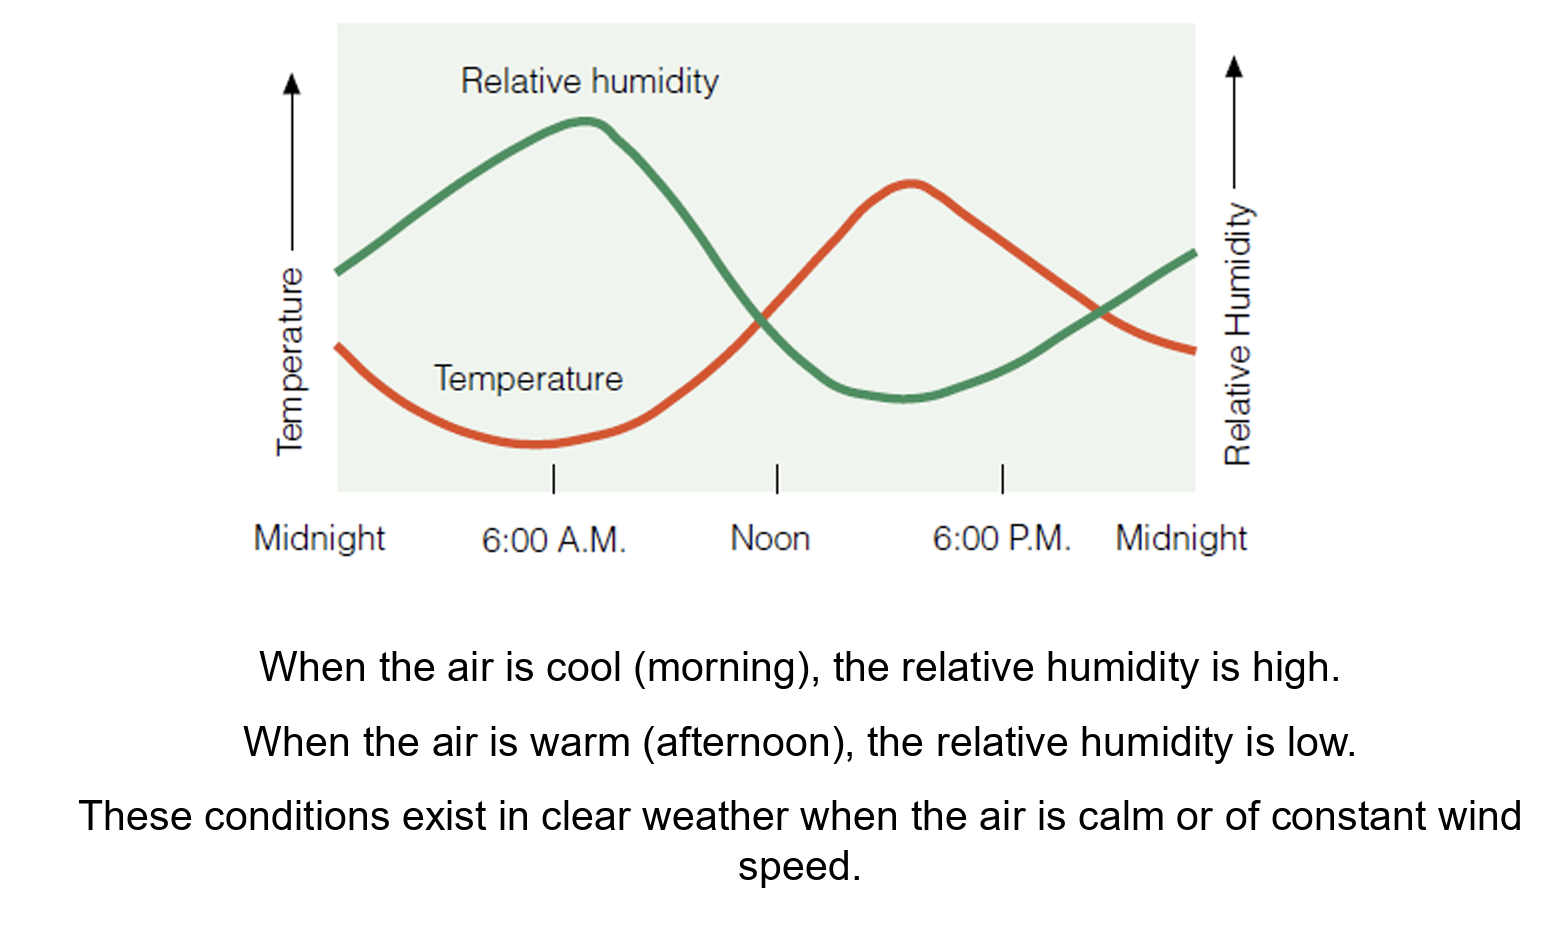 Relative humidity
Temperature
Temperature
Relative Humidity
Midnight
6:00 A.M.
Noon
6:00 P.M.
Midnight
When the air is cool (morning), the relative humidity is high.
When the air is warm (afternoon), the relative humidity is low.
These conditions exist in clear weather when the air is calm or of constant wind
speed.